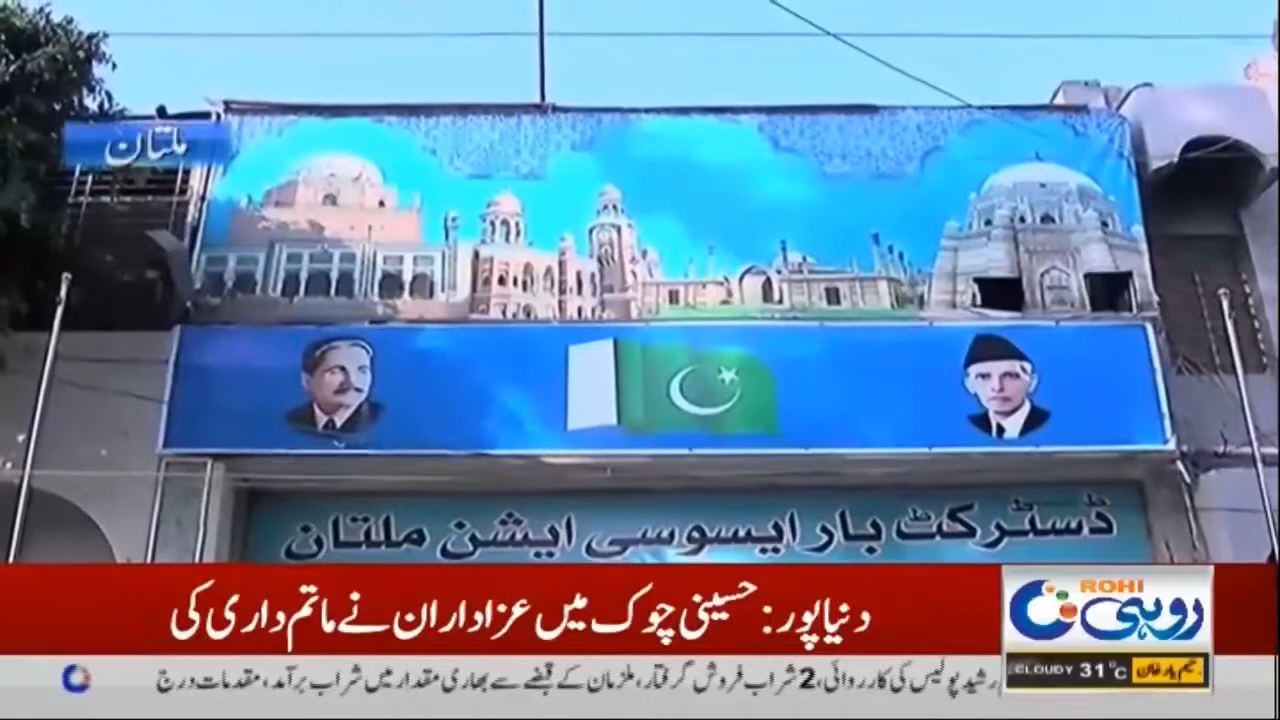 ملتان
ڈسٹرکٹ بار ایسوسی ایشن ملتان
دنیاپور: حسینی چوک میں عزاداران نے ماتم داری کی
ROHI
روہی
CLOUDY 31°C
رشید پولیس کی کارروائی، 2 شراب فروش گرفتار، ملزمان کے قبضے سے بھاری مقدار میں شراب برآمد، مقدمات درج